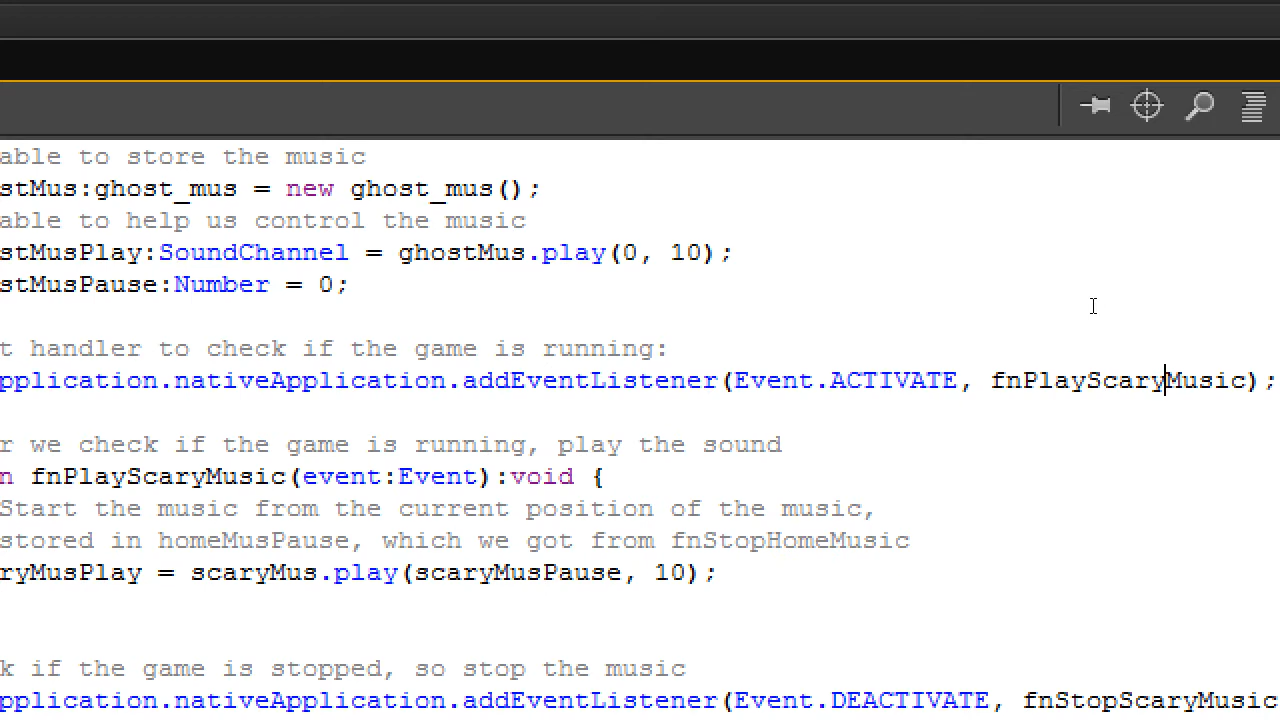 able to store the music
stMus:ghost_mus = new ghost_mus();
able to help us control the music
stMusPlay:SoundChannel = ghostMus.play(0, 10);
stMusPause:Number = 0;
t handler to check if the game is running:
pplication.nativeApplication.addEventListener(Event.ACTIVATE, fnPlayScaryMusic);
r we check if the game is running, play the sound
n fnPlayScaryMusic(event:Event):void {
Start the music from the current position of the music,
stored in homeMusPause, which we got from fnStopHomeMusic
ryMusPlay = scaryMus.play(scaryMusPause, 10);
k if the game is stopped, so stop the music
pplication.nativeApplication.addEventListener(Event.DEACTIVATE, fnStopScaryMusic